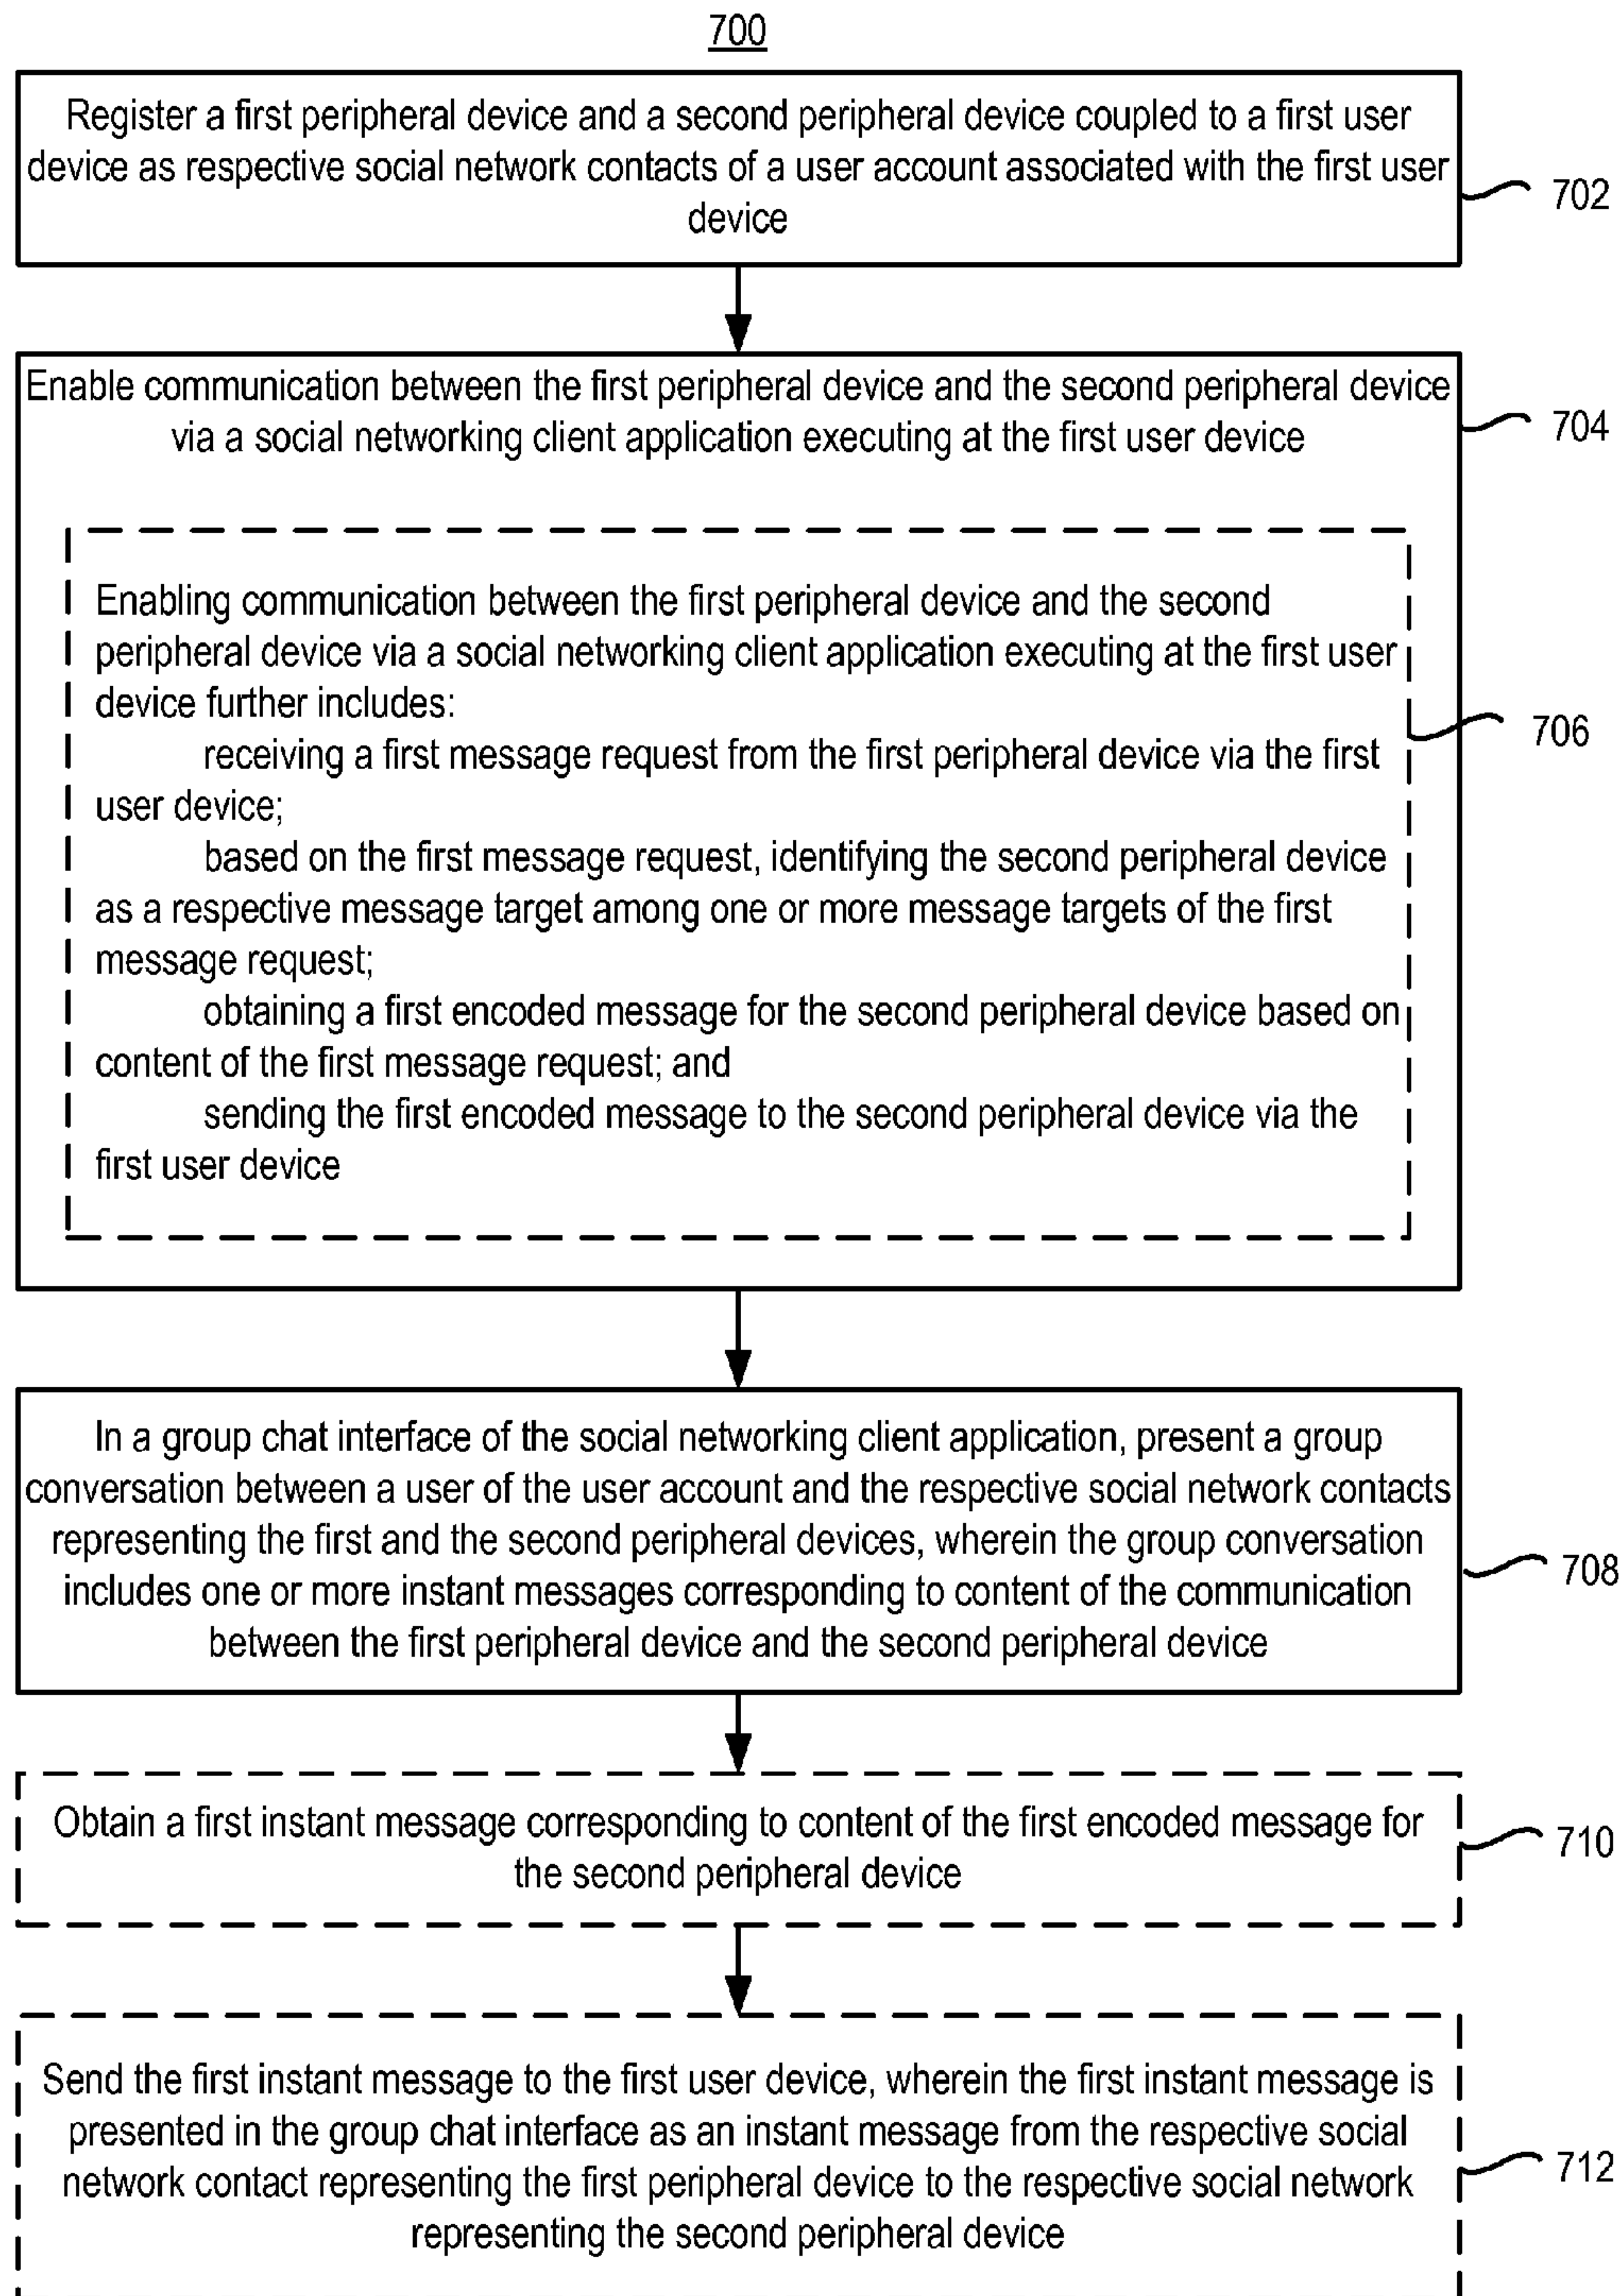 700
Register a first peripheral device and a second peripheral device coupled to a first user
device as respective social network contacts of a user account associated with the first user
device
702
Enable communication between the first peripheral device and the second peripheral device
via a social networking client application executing at the first user device
704
Enabling communication between the first peripheral device and the second
peripheral device via a social networking client application executing at the first user
device further includes:
receiving a first message request from the first peripheral device via the first
user device;
based on the first message request, identifying the second peripheral device
as a respective message target among one or more message targets of the first
message request;
obtaining a first encoded message for the second peripheral device based on
content of the first message request; and
sending the first encoded message to the second peripheral device via the
first user device
706
In a group chat interface of the social networking client application, present a group
conversation between a user of the user account and the respective social network contacts
representing the first and the second peripheral devices, wherein the group conversation
includes one or more instant messages corresponding to content of the communication
between the first peripheral device and the second peripheral device
708
Obtain a first instant message corresponding to content of the first encoded message for
the second peripheral device
710
Send the first instant message to the first user device, wherein the first instant message is
presented in the group chat interface as an instant message from the respective social
network contact representing the first peripheral device to the respective social network
representing the second peripheral device
712